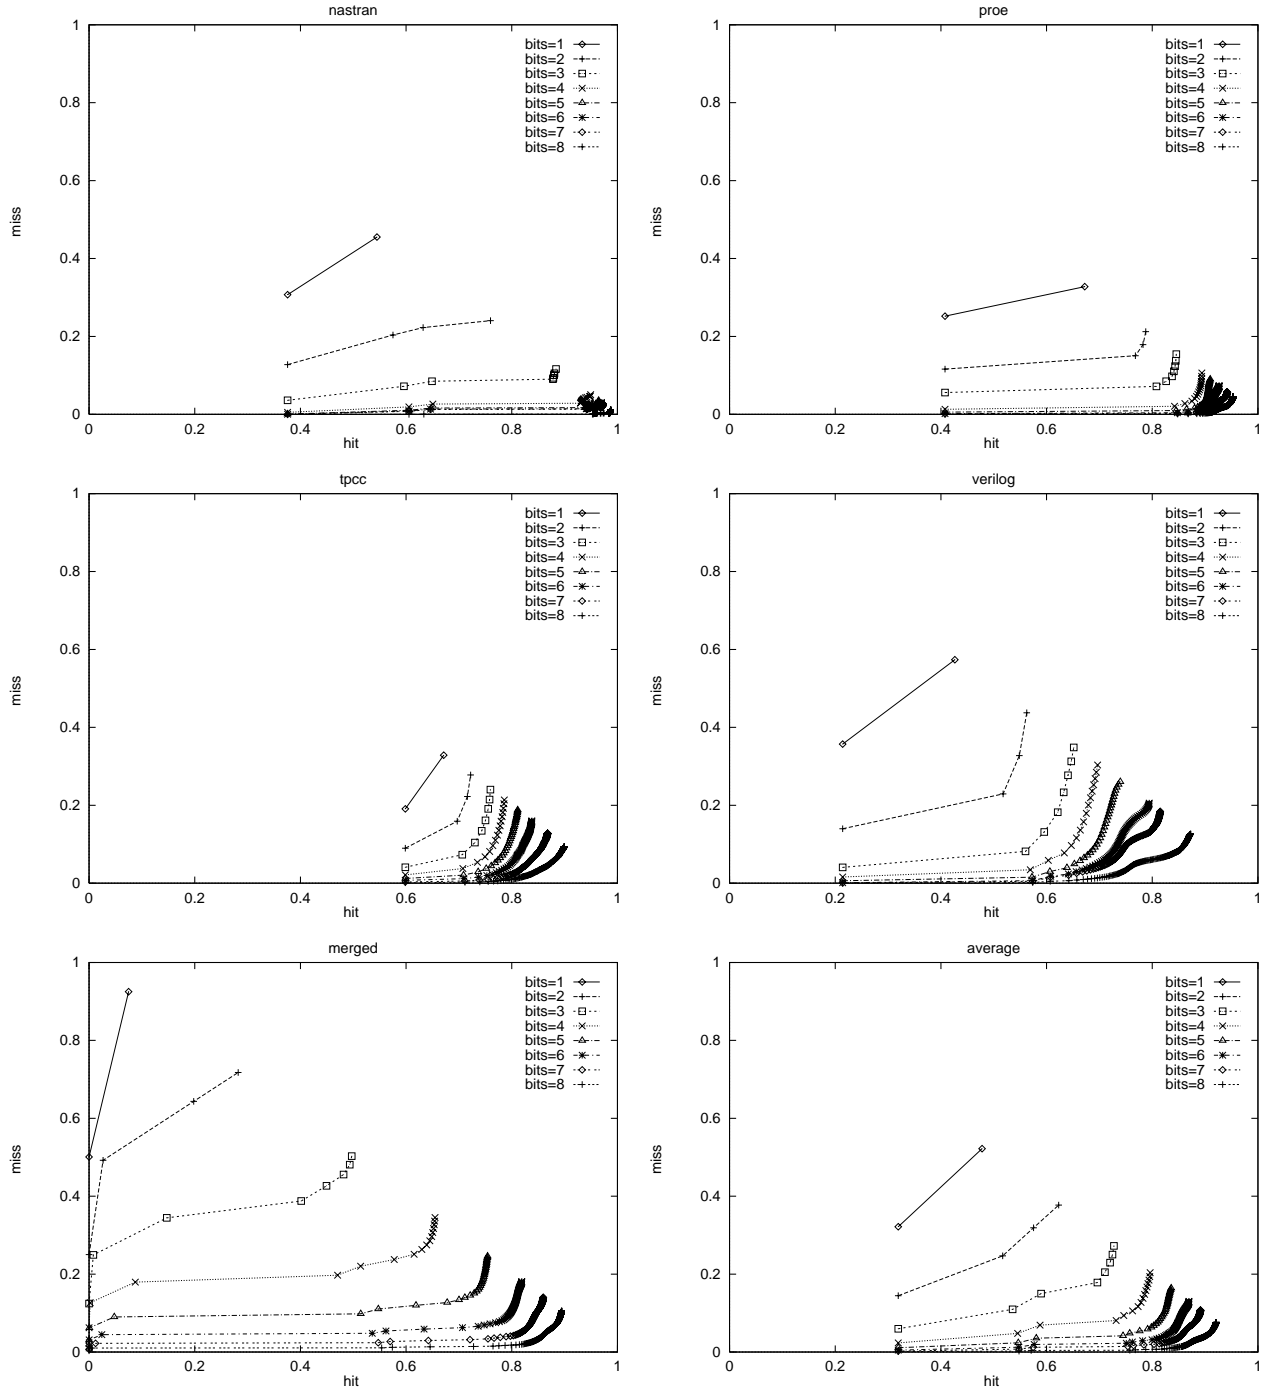 nastran
1
0.8
0.6
0.4
0.2
0
0 0.2 0.4 0.6 0.8 1
miss
hit
bits=1
bits=2
bits=3
bits=4
bits=5
bits=6
bits=7
bits=8
proe
1
0.8
0.6
0.4
0.2
0
0 0.2 0.4 0.6 0.8 1
miss
hit
bits=1
bits=2
bits=3
bits=4
bits=5
bits=6
bits=7
bits=8
tpcc
1
0.8
0.6
0.4
0.2
0
0 0.2 0.4 0.6 0.8 1
miss
hit
bits=1
bits=2
bits=3
bits=4
bits=5
bits=6
bits=7
bits=8
verilog
1
0.8
0.6
0.4
0.2
0
0 0.2 0.4 0.6 0.8 1
miss
hit
bits=1
bits=2
bits=3
bits=4
bits=5
bits=6
bits=7
bits=8
merged
1
0.8
0.6
0.4
0.2
0
0 0.2 0.4 0.6 0.8 1
miss
hit
bits=1
bits=2
bits=3
bits=4
bits=5
bits=6
bits=7
bits=8
average
1
0.8
0.6
0.4
0.2
0
0 0.2 0.4 0.6 0.8 1
miss
hit
bits=1
bits=2
bits=3
bits=4
bits=5
bits=6
bits=7
bits=8